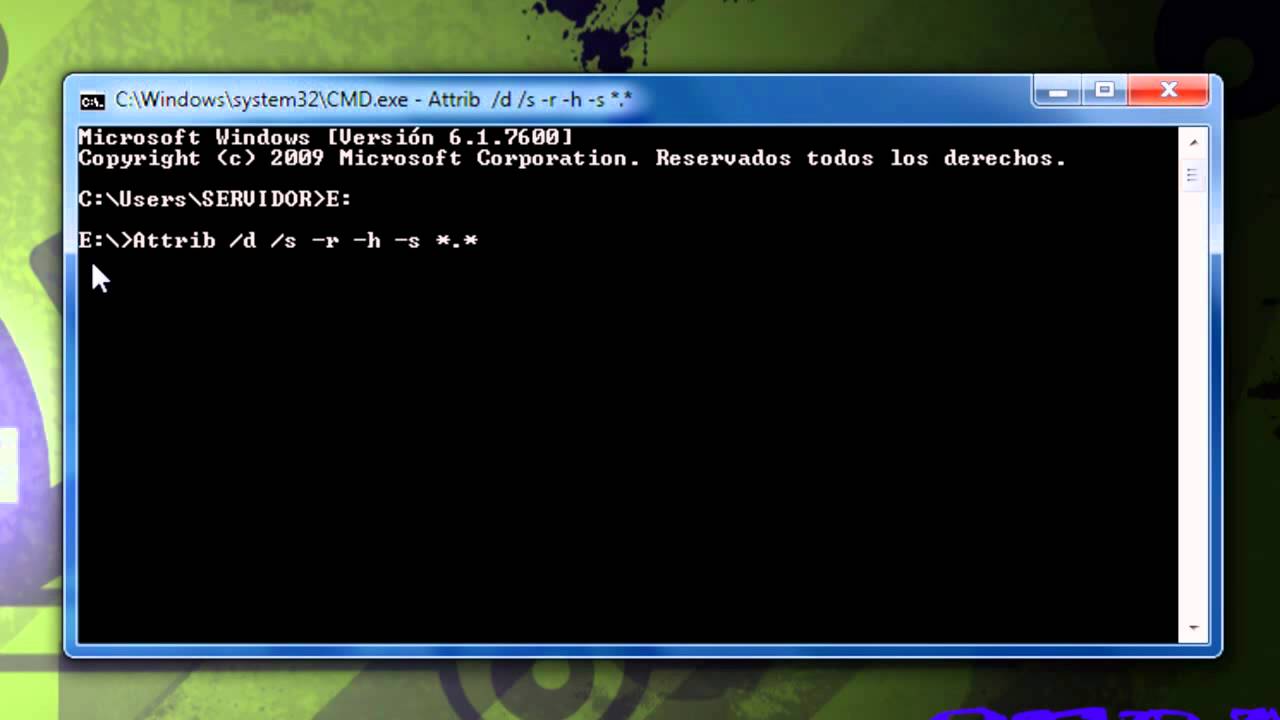 C:\Windows\system32\CMD.exe - Attrib  /d /s -r -h -s *.*
Microsoft Windows [Versión 6.1.7600]
Copyright (c) 2009 Microsoft Corporation. Reservados todos los derechos.
C:\Users\SERVIDOR>E:
E:\>Attrib /d /s -r -h -s *.*